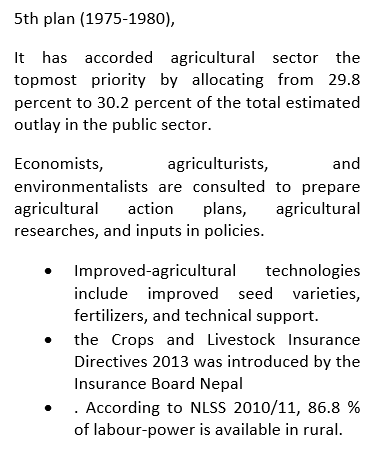 5th plan (1975-1980),
It has accorded agricultural sector the
topmost priority by allocating from 29.8
percent to 30.2 percent of the total estimated
outlay in the public sector.
Economists, agriculturists, and
environmentalists are consulted to prepare
agricultural action plans, agricultural
researches, and inputs in policies.
• Improved-agricultural technologies
include improved seed varieties,
fertilizers, and technical support.
• the Crops and Livestock Insurance
Directives 2013 was introduced by the
Insurance Board Nepal
• . According to NLSS 2010/11, 86.8 %
of labour-power is available in rural.